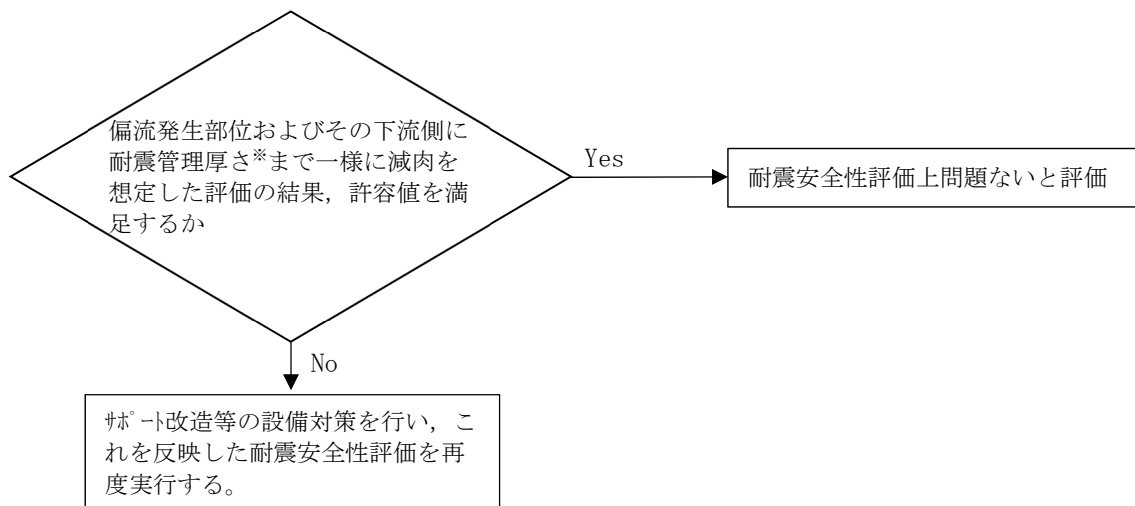 偏流発生部位およびその下流側に
耐震管理厚さ※まで一様に減肉を
想定した評価の結果，許容値を満
足するか
Yes
耐震安全性評価上問題ないと評価
No
ｻﾎﾟｰﾄ改造等の設備対策を行い，こ
れを反映した耐震安全性評価を再
度実行する。